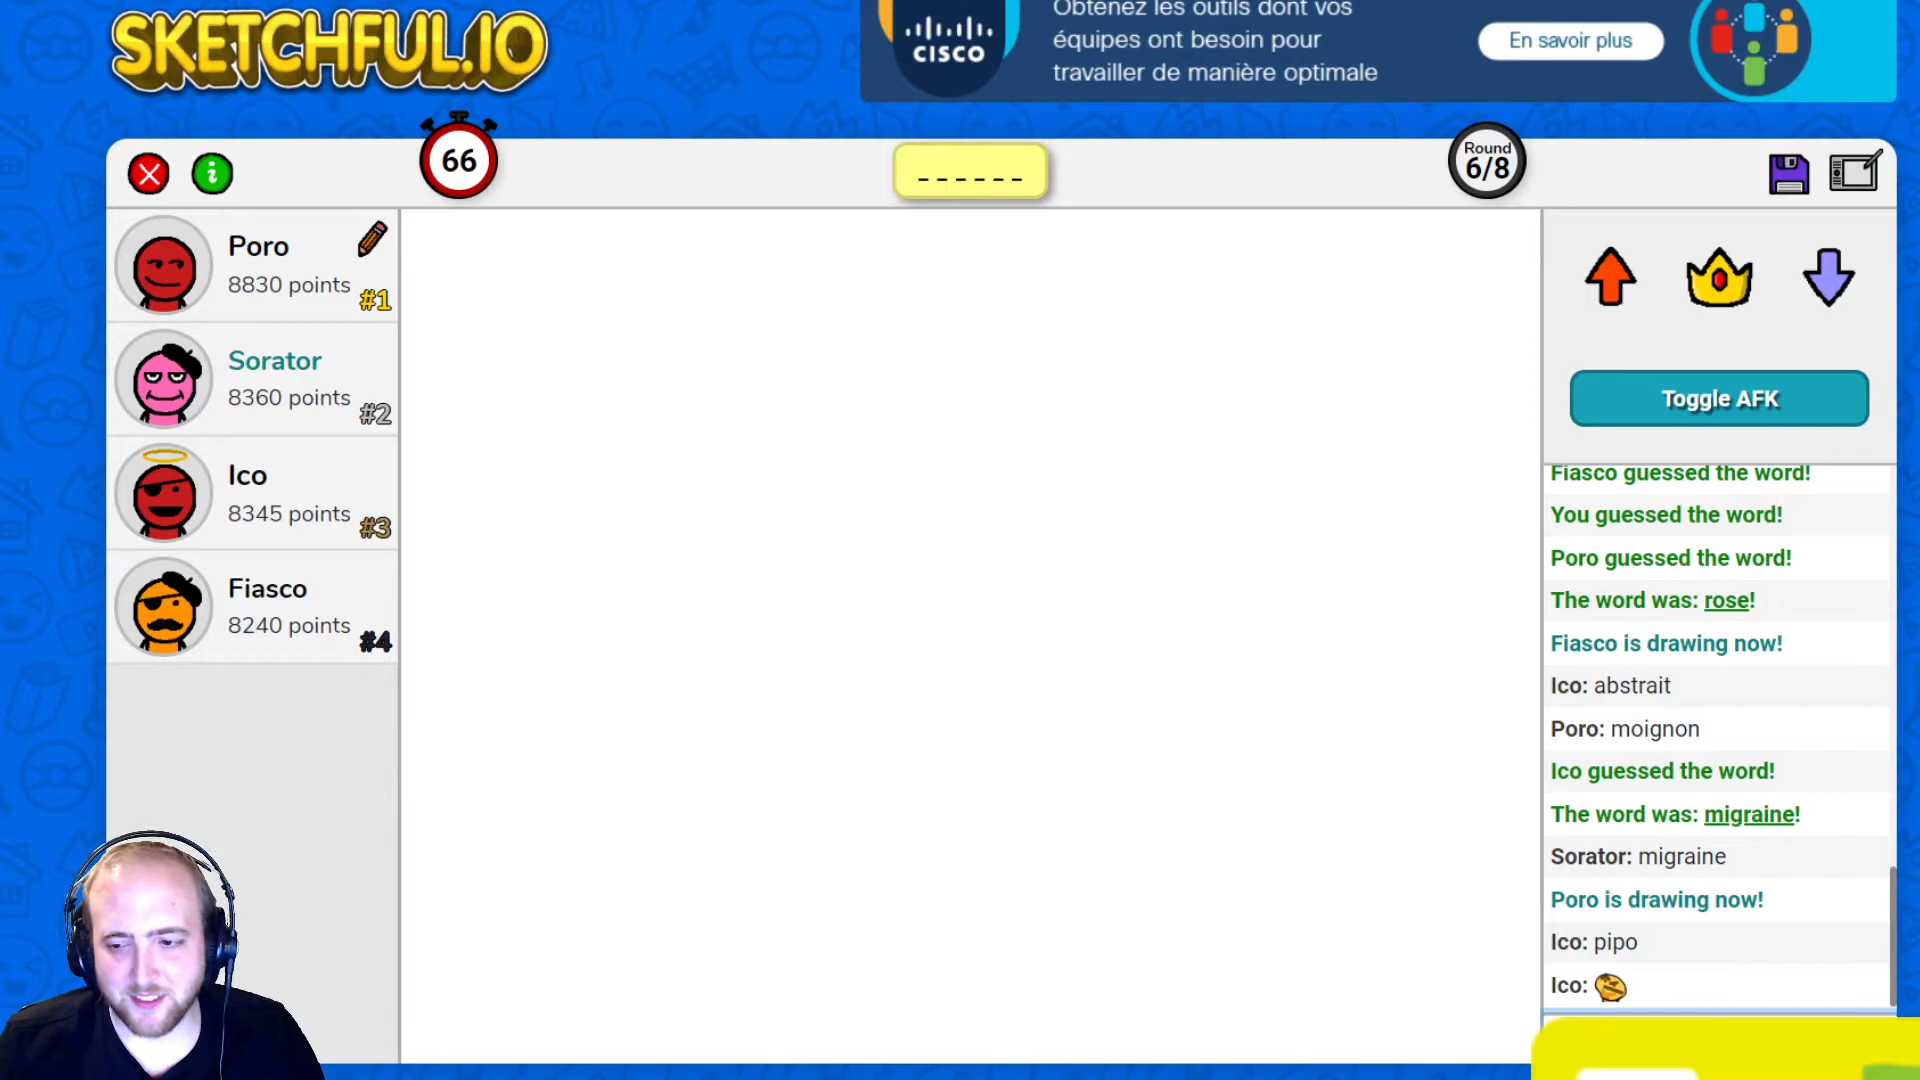 SKETCHFUL.IO
CISCO
Obtenez les outils dont vos
équipes ont besoin pour
travailler de manière optimale
En savoir plus
66
_ _ _ _ _ _
Round
6/8
Poro
8830 points
#1
Sorator
8360 points
#2
Ico
8345 points
#3
Fiasco
8240 points
#4
Toggle AFK
Fiasco guessed the word!
You guessed the word!
Poro guessed the word!
The word was: rose!
Fiasco is drawing now!
Ico: abstrait
Poro: moignon
Ico guessed the word!
The word was: migraine!
Sorator: migraine
Poro is drawing now!
Ico: pipo
Ico: